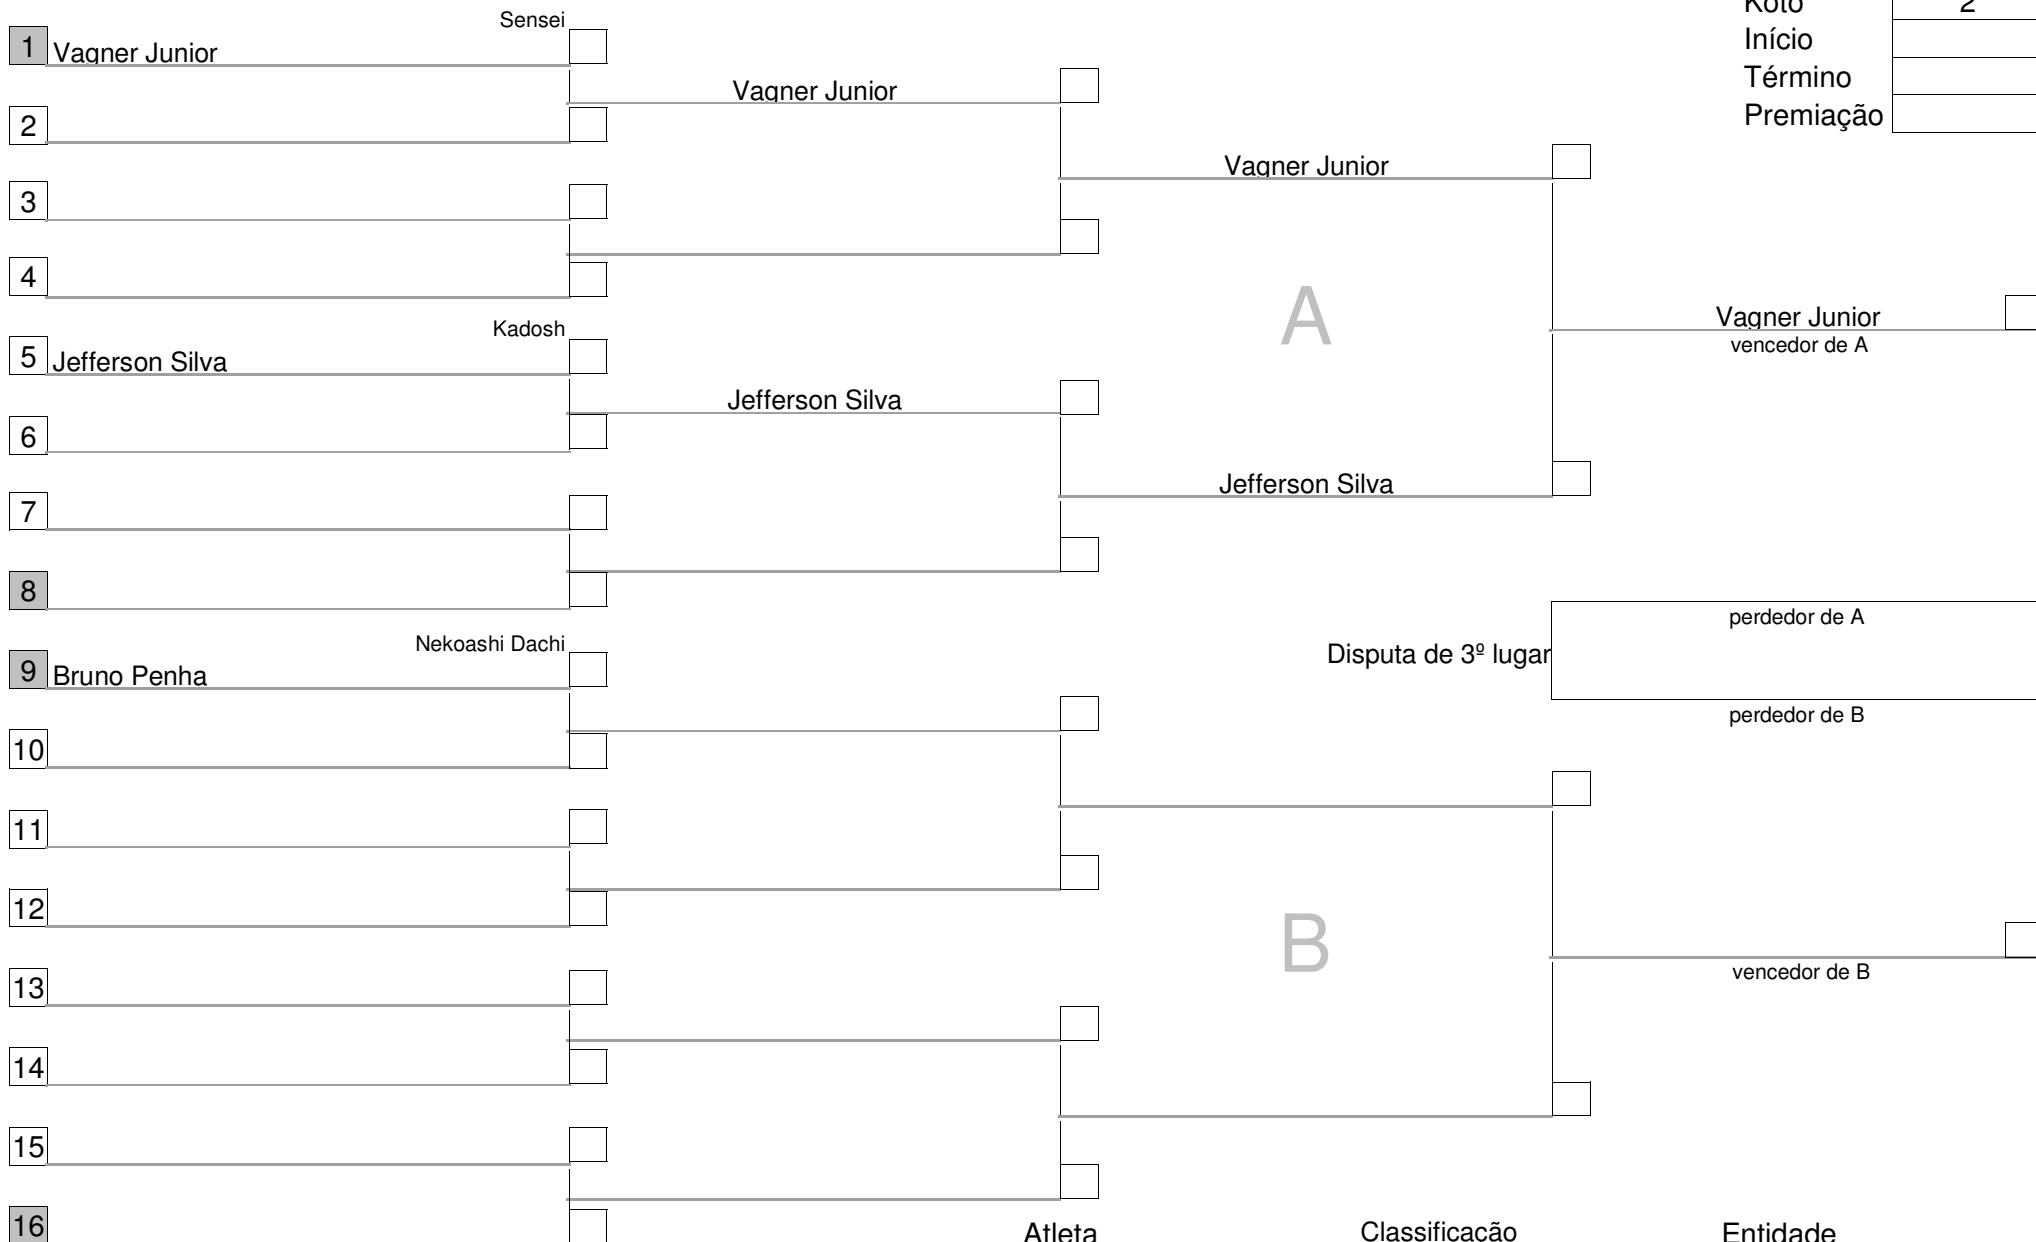 Koto 2
Início
Término
Premiação
Sensei
1 Vagner Junior
Vagner Junior
2
Vagner Junior
3
4
A
Vagner Junior
vencedor de A
Kadosh
5 Jefferson Silva
Jefferson Silva
6
Jefferson Silva
7
8
perdedor de A
Disputa de 3º lugar
perdedor de B
Nekoashi Dachi
9 Bruno Penha
10
11
12
B
vencedor de B
13
14
15
16
Atleta Classificação Entidade